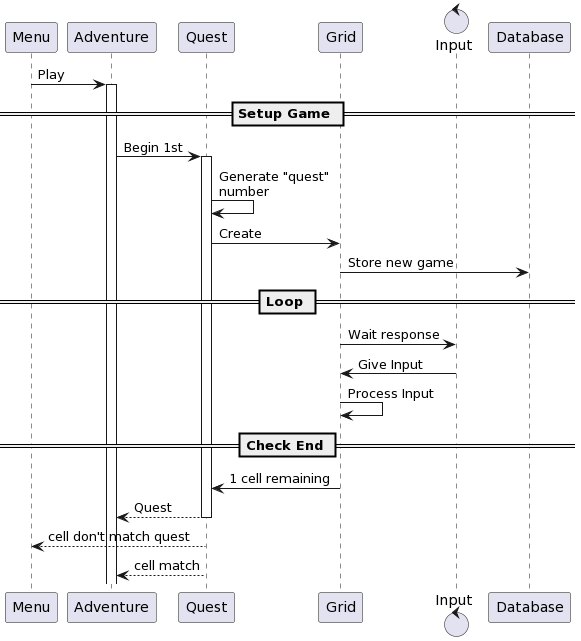 Menu Adventure Quest Grid Input Database
Play
Setup Game
Begin 1st
Generate "quest"
number
Create
Store new game
Loop
Wait response
Give Input
Process Input
Check End
1 cell remaining
Quest
cell don't match quest
cell match
Menu Adventure Quest Grid Input Database